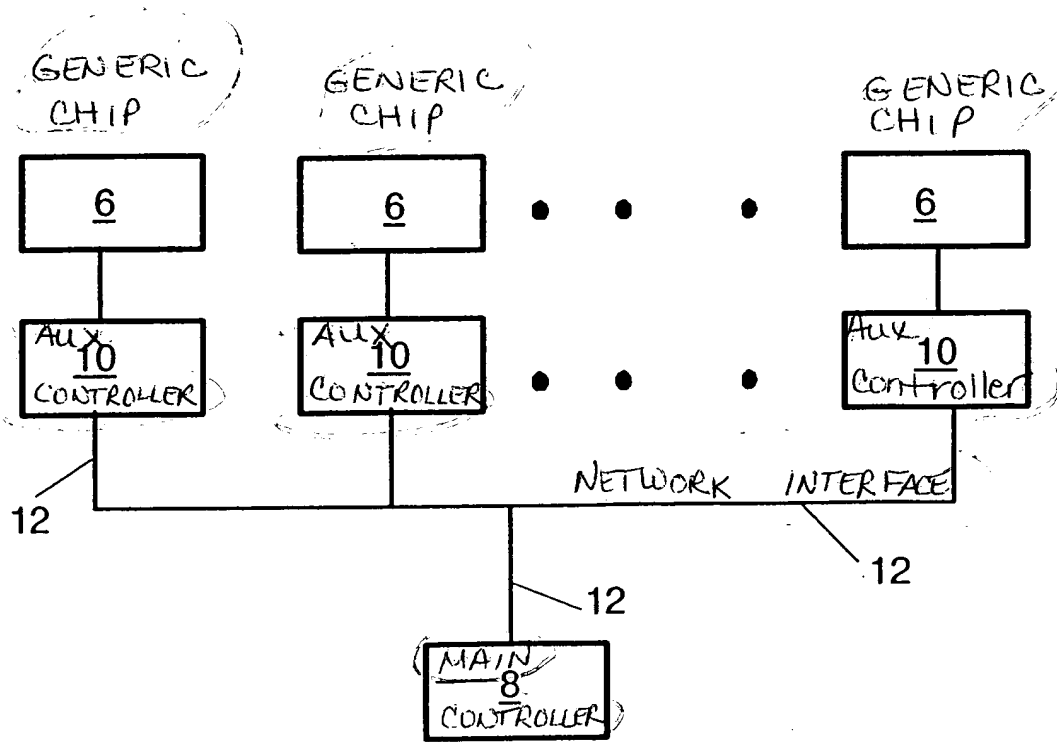 GENERIC
CHIP
GENERIC
CHIP
GENERIC
CHIP
6
6
6
AUX
10
CONTROLLER
AUX
10
CONTROLLER
Aux
10
Controller
NETWORK INTERFACE
12
12
12
MAIN
8
CONTROLLER